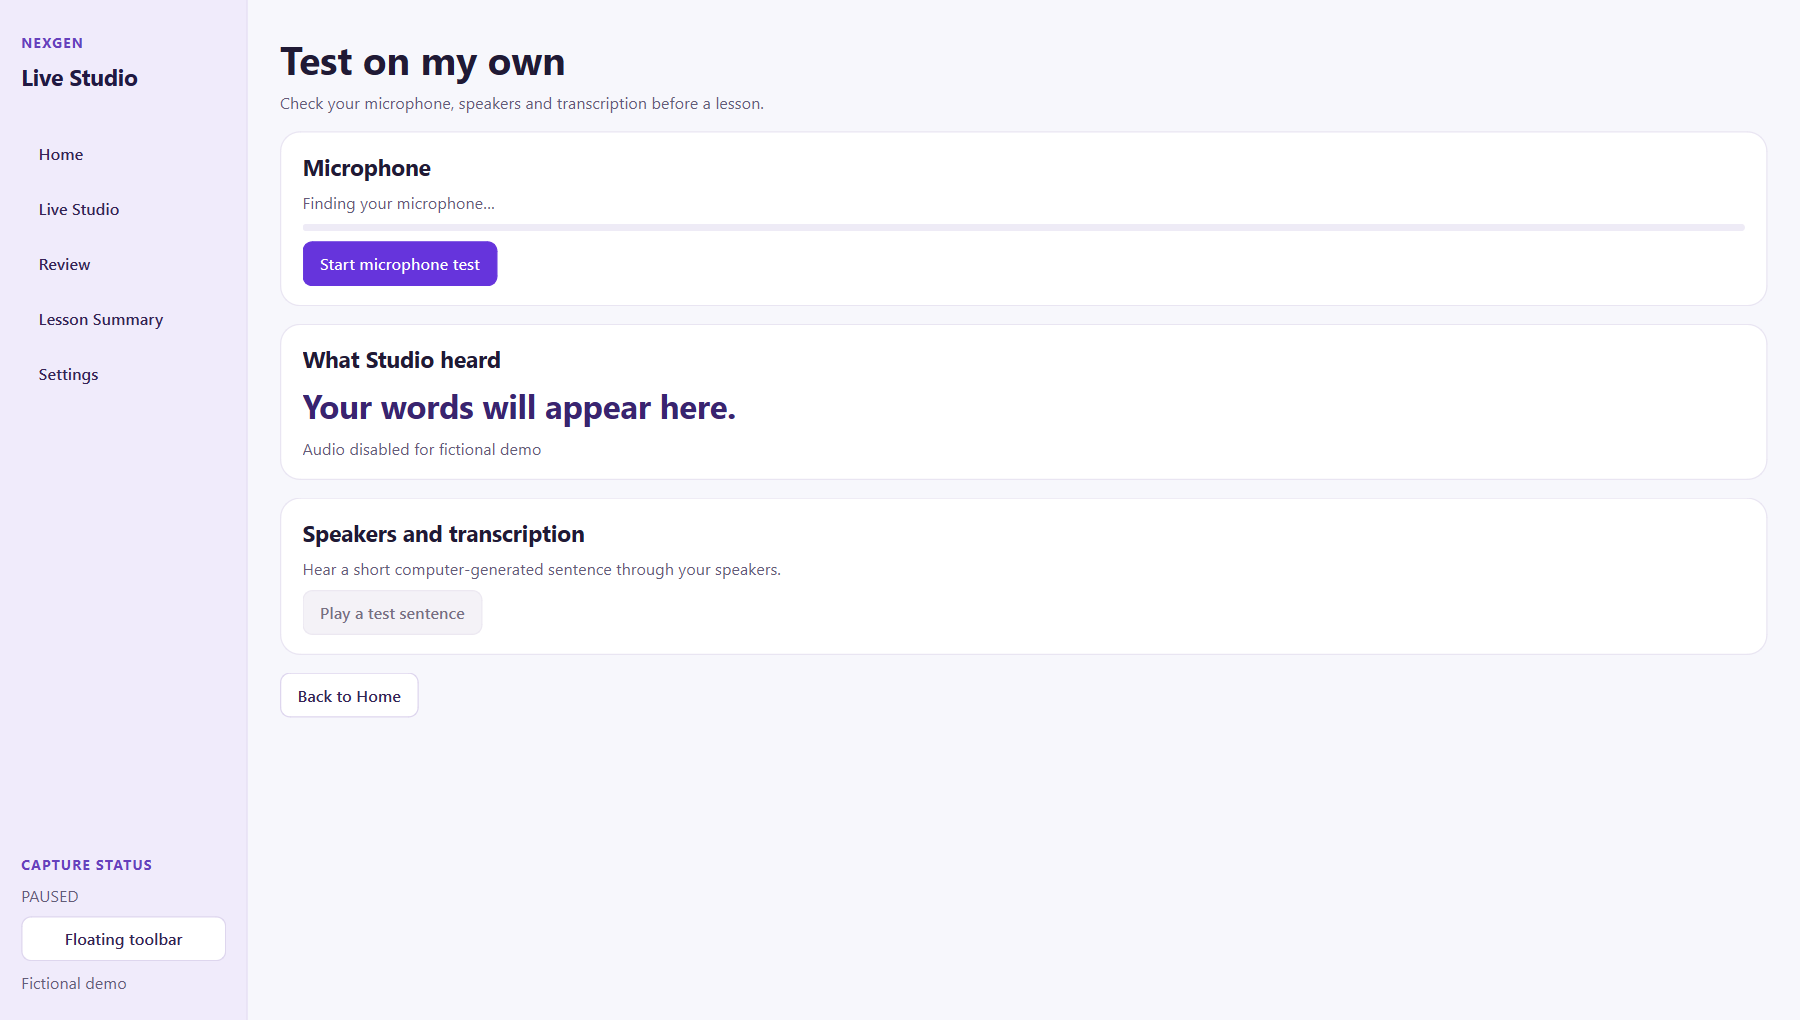 NEXGEN
Live Studio
Home
Live Studio
Review
Lesson Summary
Settings
CAPTURE STATUS
PAUSED
Floating toolbar
Fictional demo
Test on my own
Check your microphone, speakers and transcription before a lesson.
Microphone
Finding your microphone...
Start microphone test
What Studio heard
Your words will appear here.
Audio disabled for fictional demo
Speakers and transcription
Hear a short computer-generated sentence through your speakers.
Play a test sentence
Back to Home